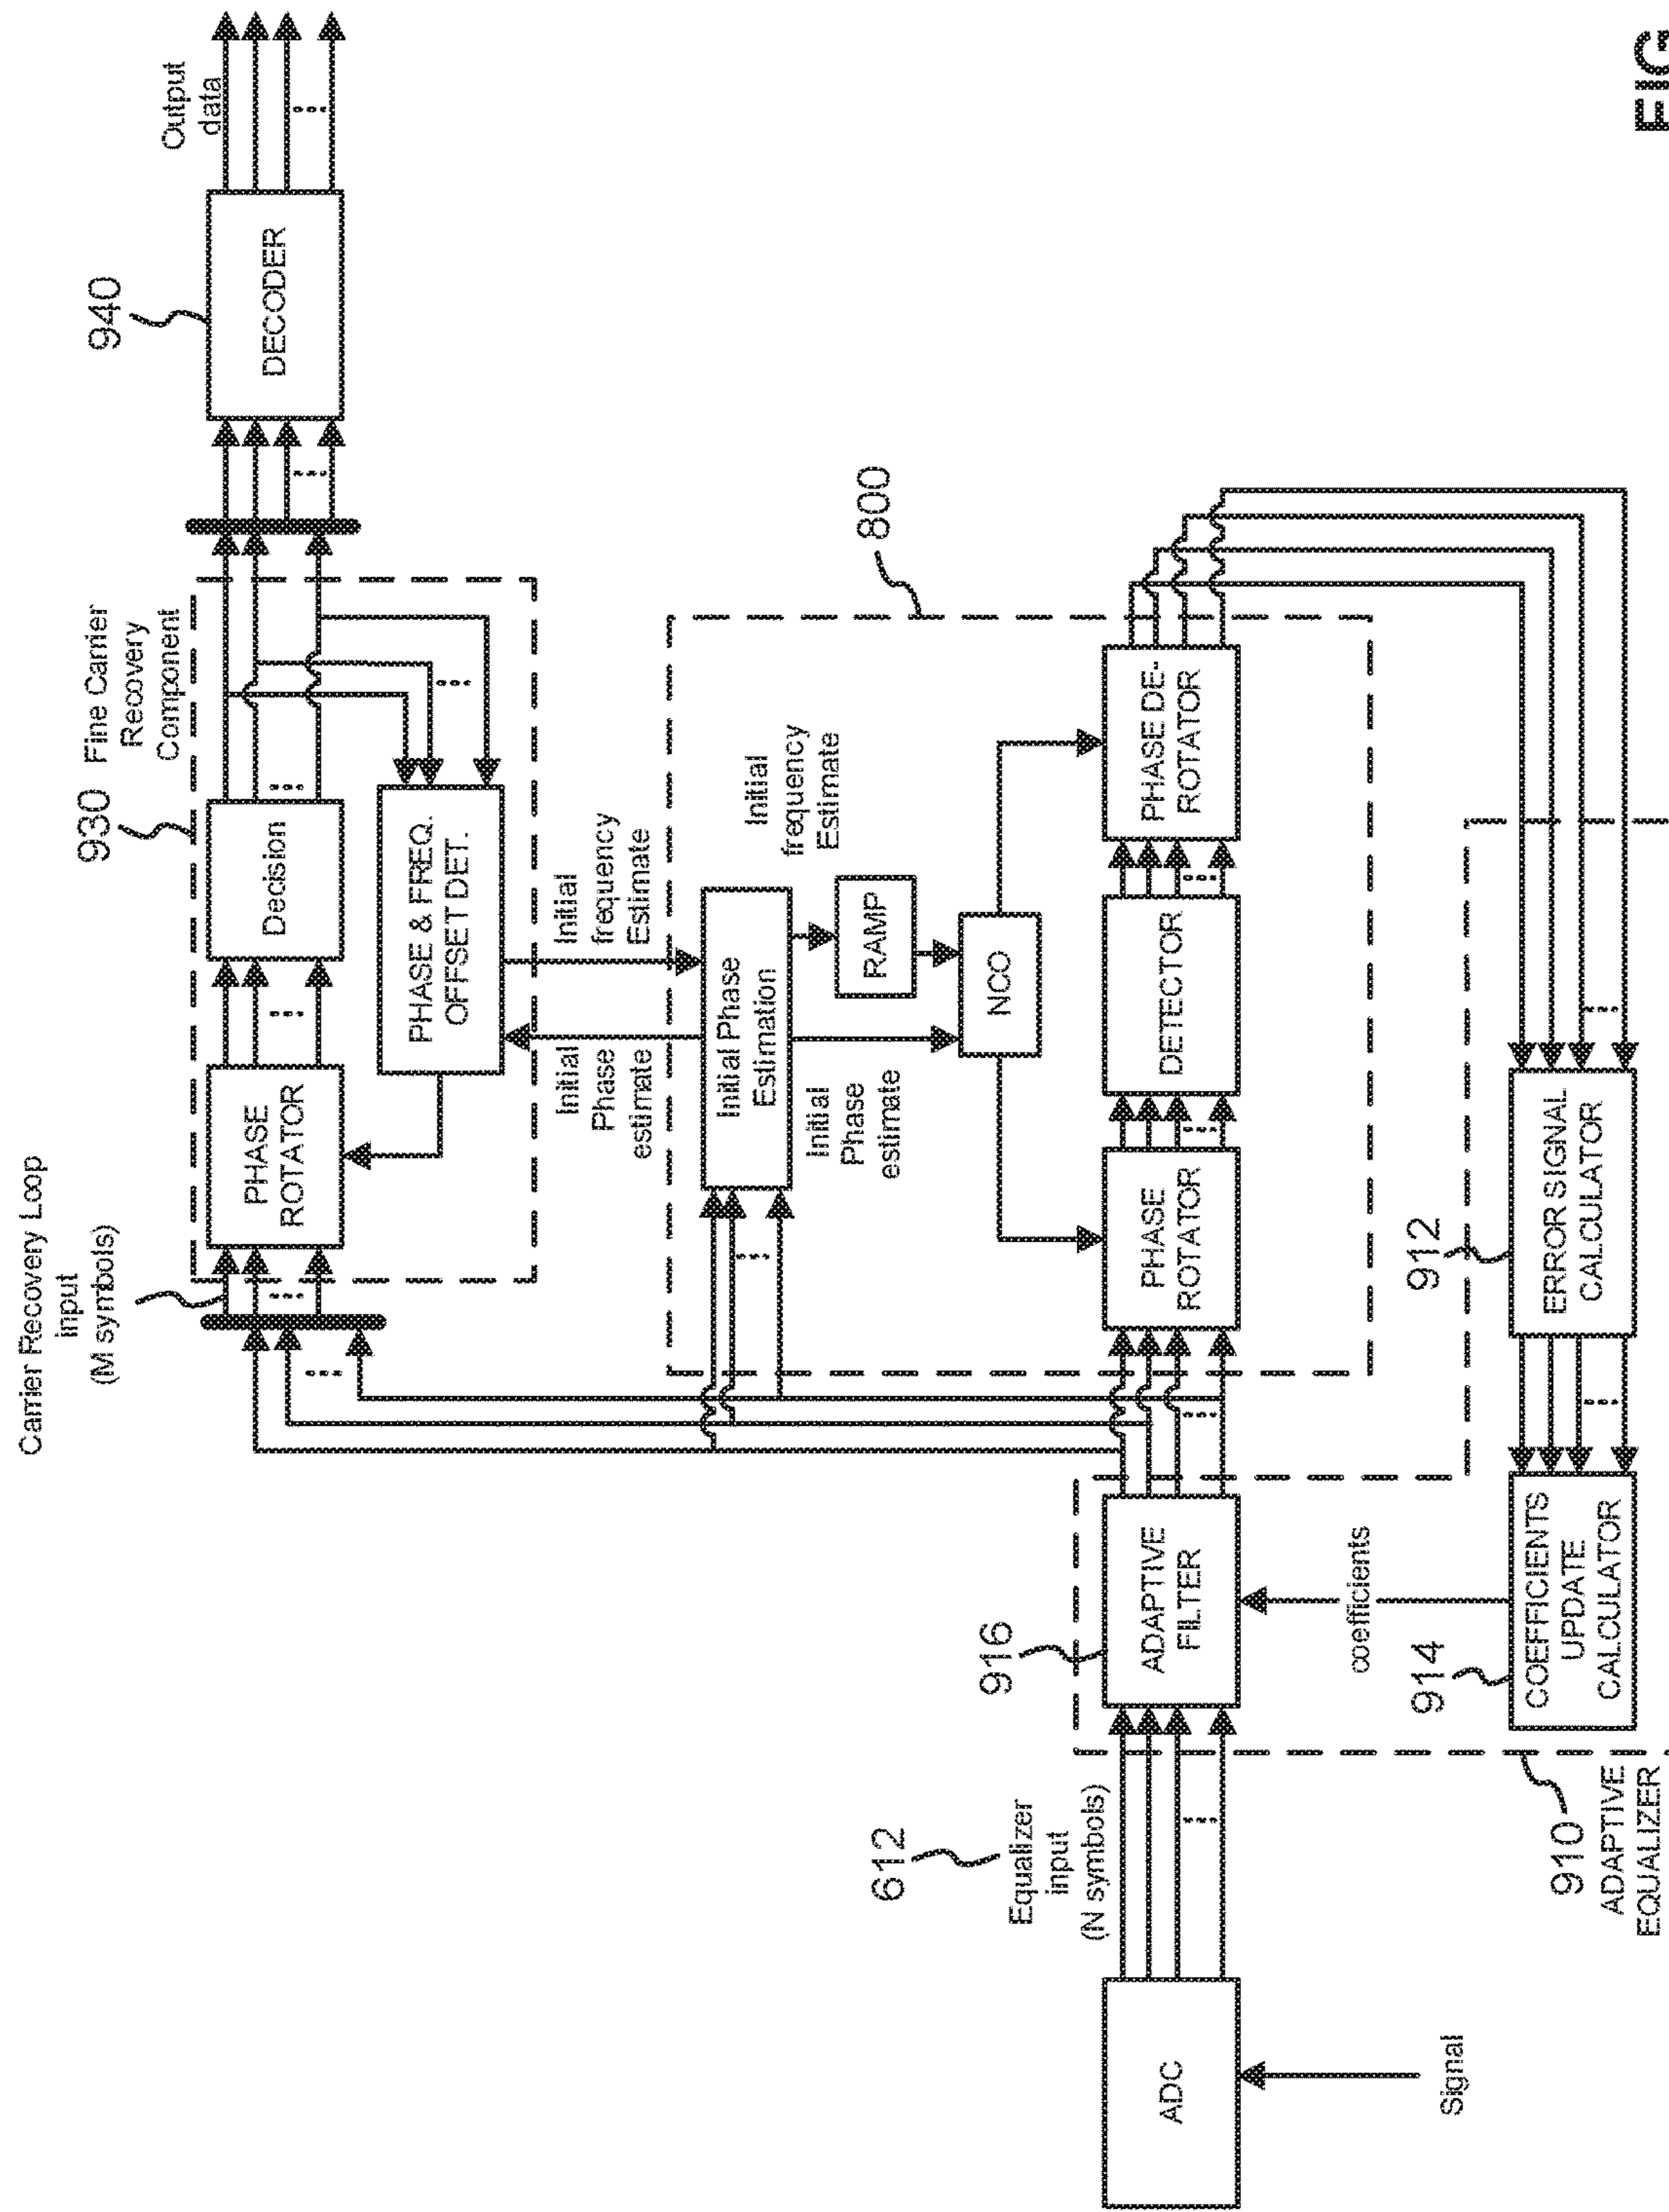 Carrier Recovery Loop
input
(M symbols)
930
Fine Carrier
Recovery
Component
940
Output
data
PHASE
ROTATOR
Decision
DECODER
PHASE & FREQ.
OFFSET DET.
Initial
Phase
estimate
Initial
frequency
Estimate
800
Initial Phase
Estimation
Initial
Phase
estimate
Initial
frequency
Estimate
RAMP
NCO
612
Equalizer
input
(N symbols)
916
ADC
ADAPTIVE
FILTER
PHASE
ROTATOR
DETECTOR
PHASE DE-
ROTATOR
Signal
coefficients
914
912
COEFFICIENTS
UPDATE
CALCULATOR
ERROR SIGNAL
CALCULATOR
910
ADAPTIVE
EQUALIZER
FIG